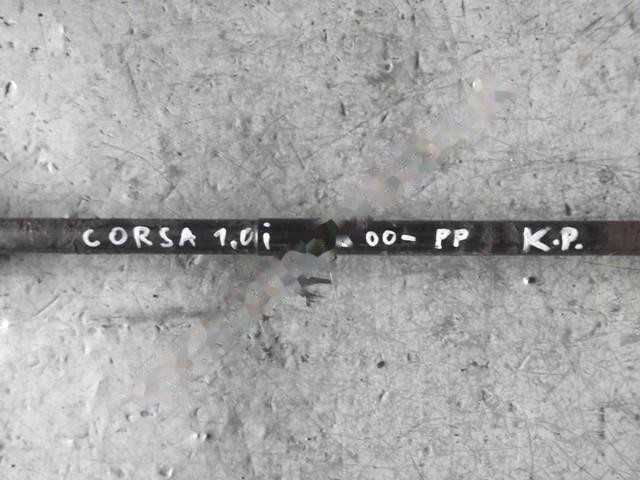 CORSA 1.0i 00- PP K.P.